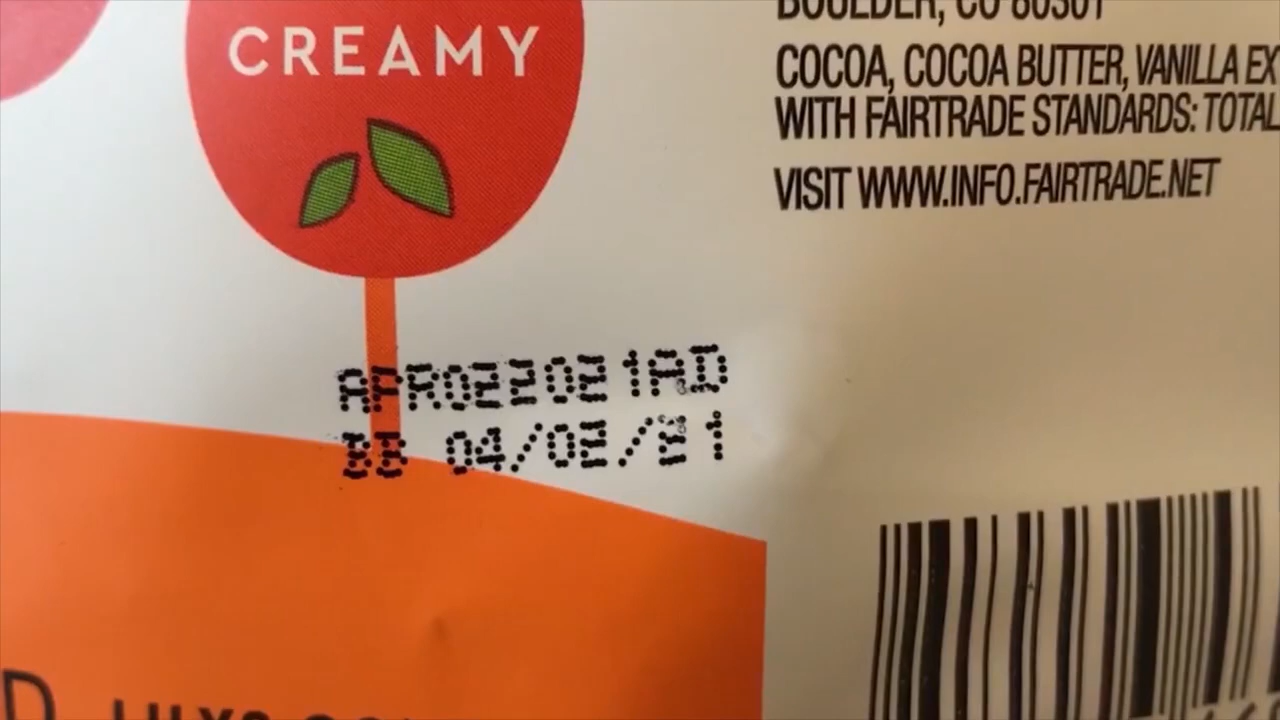 CREAMY
BOULDER, CO 80301
COCOA, COCOA BUTTER, VANILLA EX
WITH FAIRTRADE STANDARDS: TOTAL
VISIT WWW.INFO.FAIRTRADE.NET
APR022021AD
BB 04/02/21